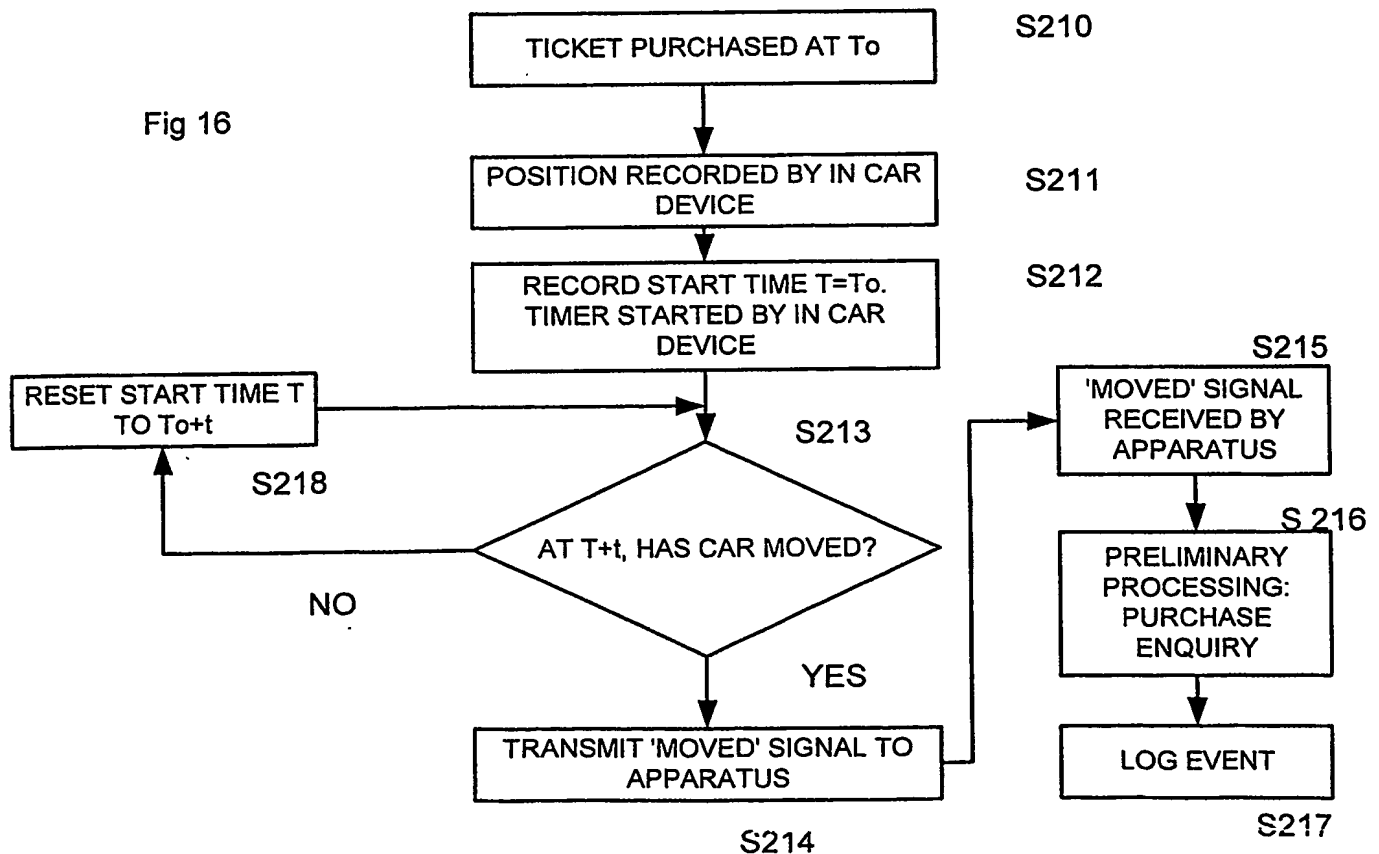 TICKET PURCHASED AT To
S210
Fig 16
POSITION RECORDED BY IN CAR
DEVICE
S211
RECORD START TIME T=To.
TIMER STARTED BY IN CAR
DEVICE
S212
RESET START TIME T
TO To+t
S218
S213
AT T+t, HAS CAR MOVED?
NO
YES
TRANSMIT 'MOVED' SIGNAL TO
APPARATUS
S214
S215
'MOVED' SIGNAL
RECEIVED BY
APPARATUS
S 216
PRELIMINARY
PROCESSING:
PURCHASE
ENQUIRY
LOG EVENT
S217